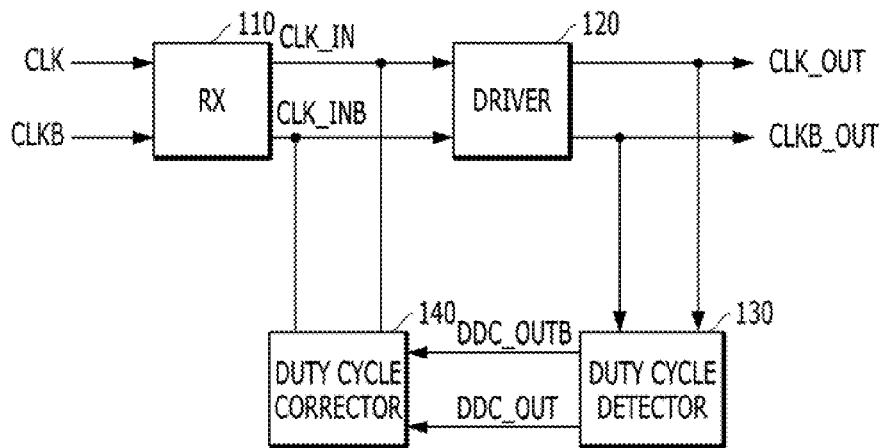 110
120
CLK
CLK_IN
CLK_OUT
RX
DRIVER
CLKB
CLK_INB
CLKB_OUT
140
130
DDC_OUTB
DUTY CYCLE
CORRECTOR
DUTY CYCLE
DETECTOR
DDC_OUT